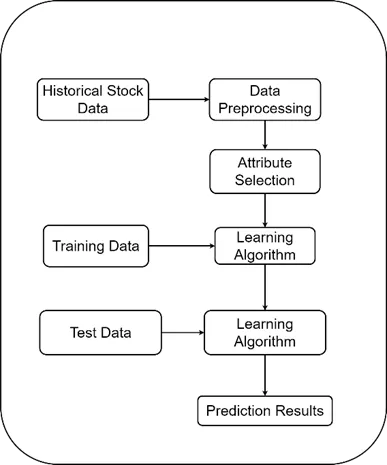 Historical Stock
Data
Data
Preprocessing
Attribute
Selection
Training Data
Learning
Algorithm
Test Data
Learning
Algorithm
Prediction Results